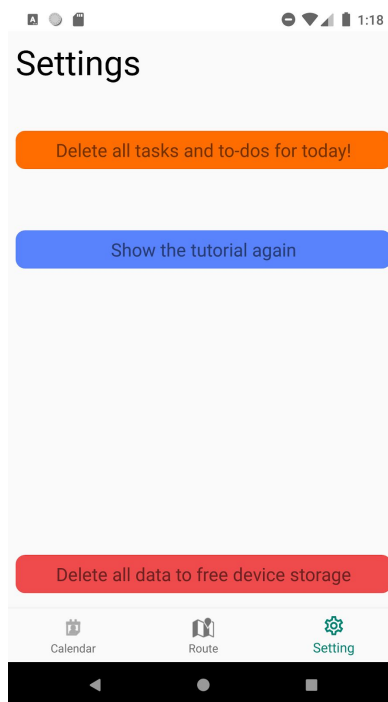 1:18
Settings
Delete all tasks and to-dos for today!
Show the tutorial again
Delete all data to free device storage
Calendar
Route
Setting